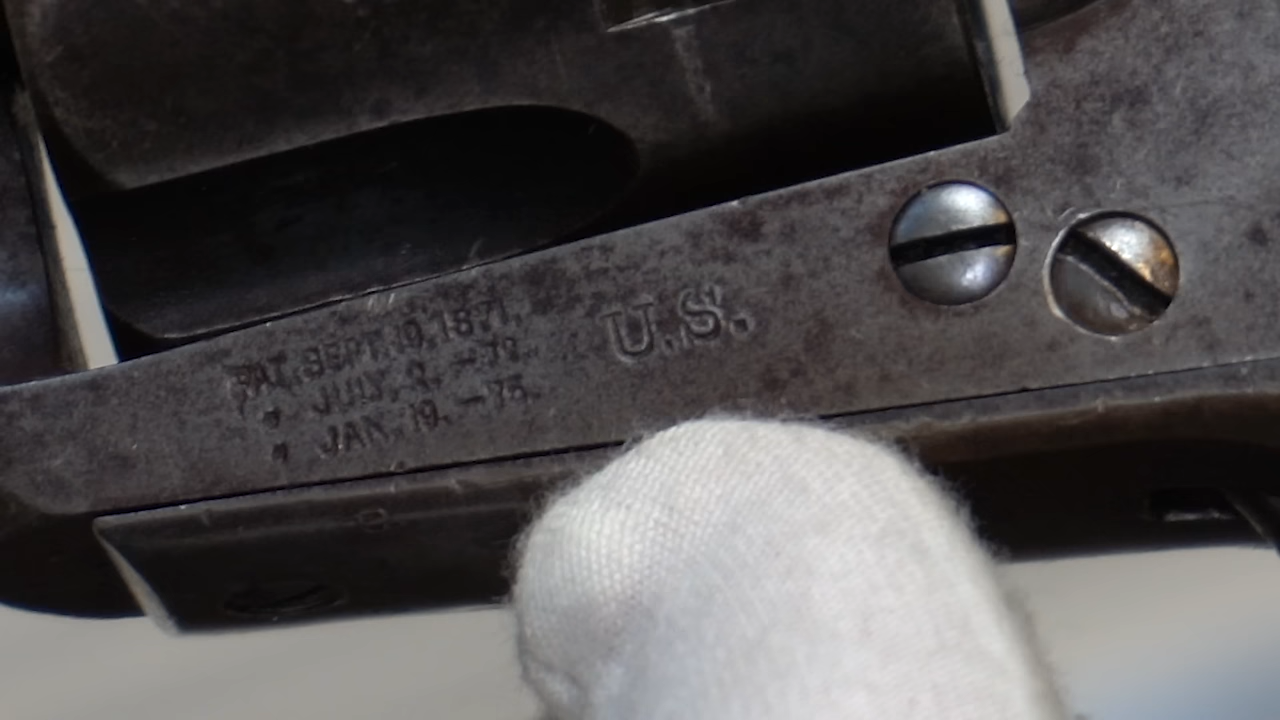 PAT. SEPT. 19. 1871.
" JULY. 2. —72.
" JAN. 19. —75.
U.S.